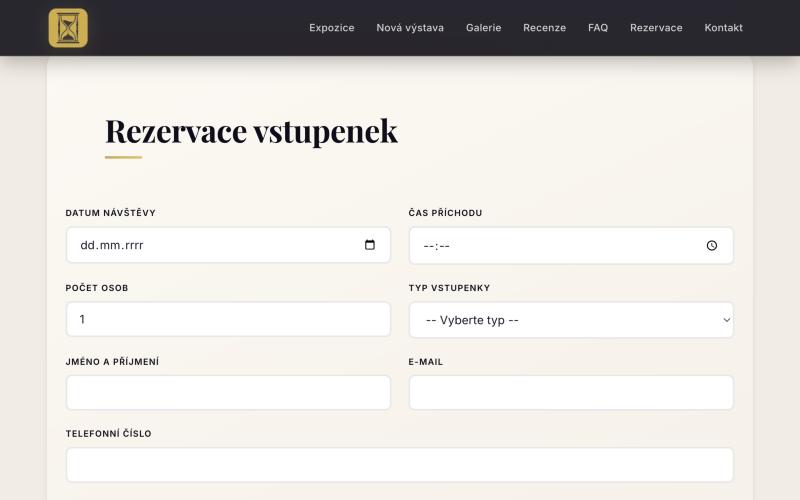 Expozice Nová výstava Galerie Recenze FAQ Rezervace Kontakt
Rezervace vstupenek
DATUM NÁVŠTĚVY ČAS PŘÍCHODU
dd.mm.rrrr --:--
POČET OSOB TYP VSTUPENKY
1 -- Vyberte typ --
JMÉNO A PŘÍJMENÍ E-MAIL
TELEFONNÍ ČÍSLO